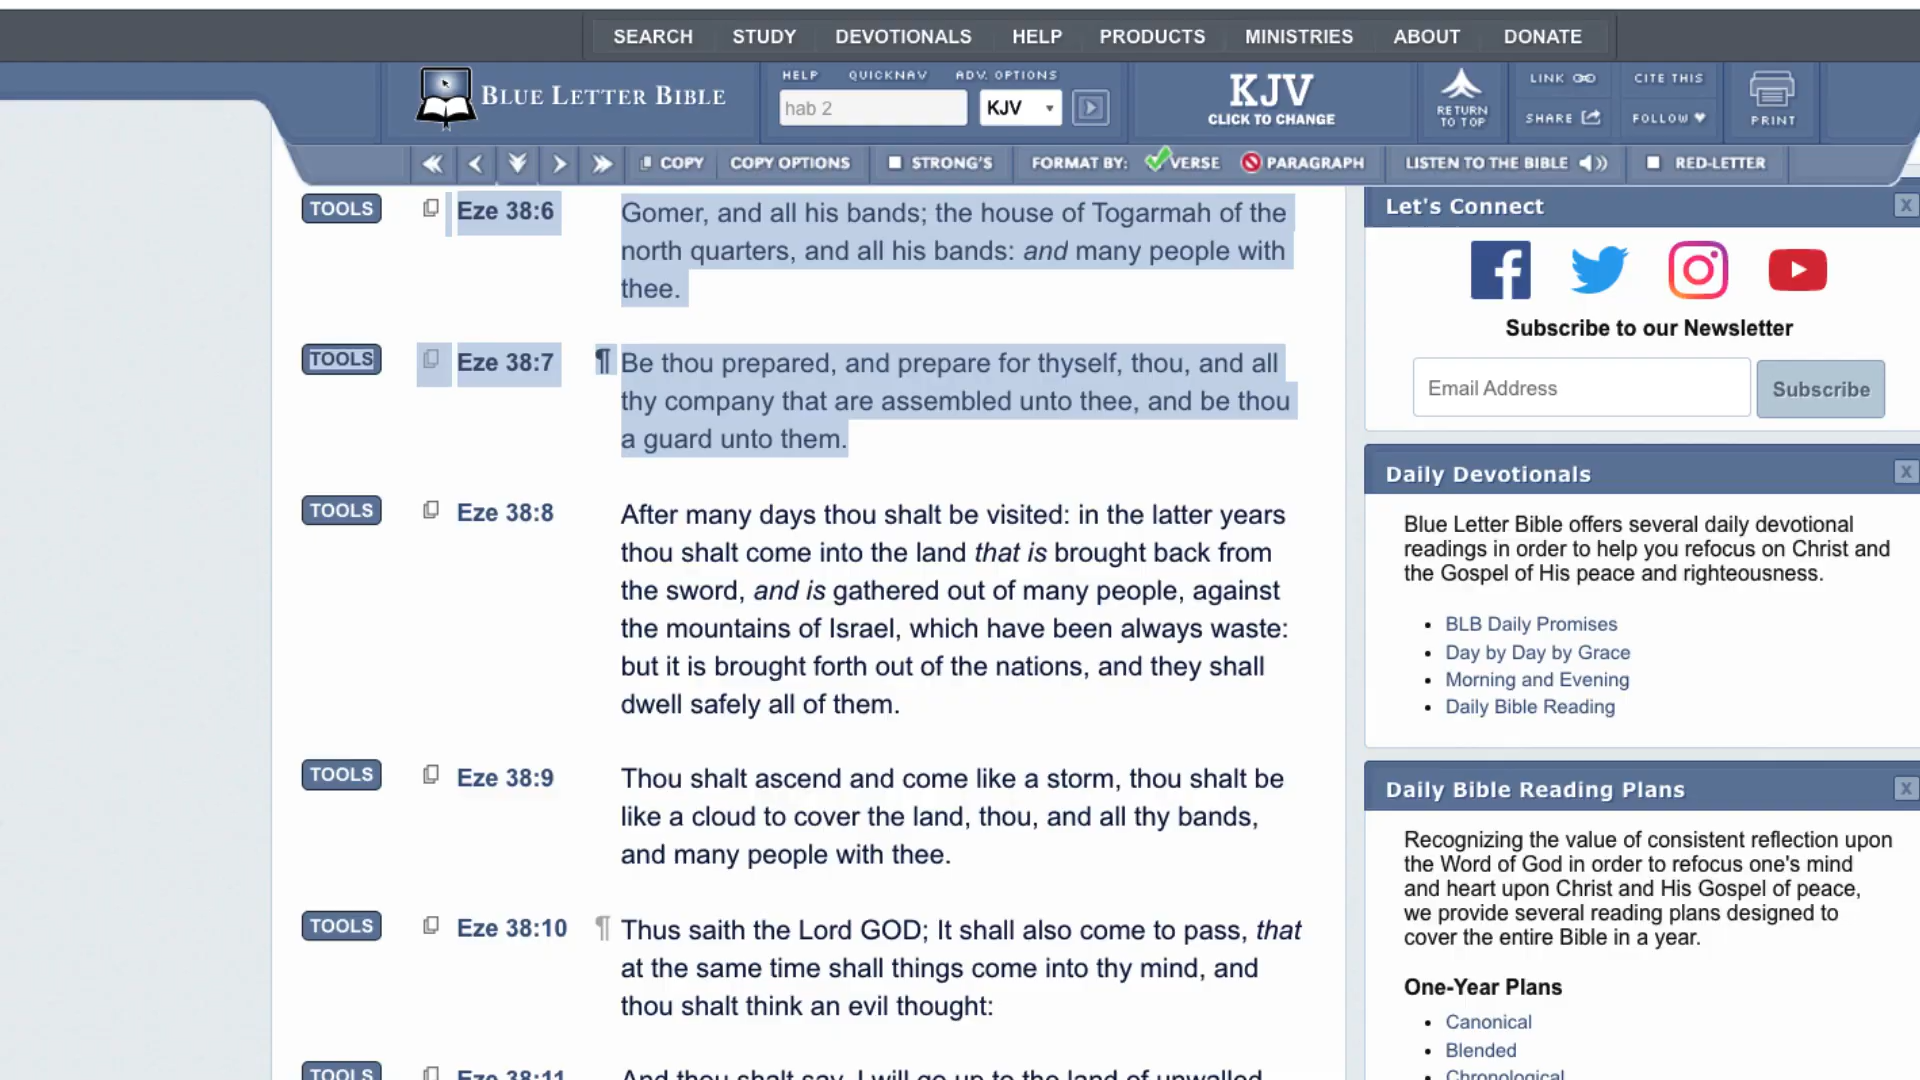 SEARCH STUDY DEVOTIONALS HELP PRODUCTS MINISTRIES ABOUT DONATE
BLUE LETTER BIBLE
HELP QUICKNAV ADV. OPTIONS
hab 2 KJV
KJV
CLICK TO CHANGE
RETURN
TO TOP
LINK
SHARE
CITE THIS
FOLLOW
PRINT
COPY COPY OPTIONS STRONG'S FORMAT BY: VERSE PARAGRAPH LISTEN TO THE BIBLE RED-LETTER
TOOLS Eze 38:6 Gomer, and all his bands; the house of Togarmah of the
north quarters, and all his bands: and many people with
thee.
TOOLS Eze 38:7 ¶ Be thou prepared, and prepare for thyself, thou, and all
thy company that are assembled unto thee, and be thou
a guard unto them.
TOOLS Eze 38:8 After many days thou shalt be visited: in the latter years
thou shalt come into the land that is brought back from
the sword, and is gathered out of many people, against
the mountains of Israel, which have been always waste:
but it is brought forth out of the nations, and they shall
dwell safely all of them.
TOOLS Eze 38:9 Thou shalt ascend and come like a storm, thou shalt be
like a cloud to cover the land, thou, and all thy bands,
and many people with thee.
TOOLS Eze 38:10 ¶ Thus saith the Lord GOD; It shall also come to pass, that
at the same time shall things come into thy mind, and
thou shalt think an evil thought:
TOOLS Eze 38:11 And thou shalt say, I will go up to the land of unwalled
Let's Connect X
Subscribe to our Newsletter
Email Address Subscribe
Daily Devotionals X
Blue Letter Bible offers several daily devotional
readings in order to help you refocus on Christ and
the Gospel of His peace and righteousness.
• BLB Daily Promises
• Day by Day by Grace
• Morning and Evening
• Daily Bible Reading
Daily Bible Reading Plans X
Recognizing the value of consistent reflection upon
the Word of God in order to refocus one's mind
and heart upon Christ and His Gospel of peace,
we provide several reading plans designed to
cover the entire Bible in a year.
One-Year Plans
• Canonical
• Blended
• Chronological